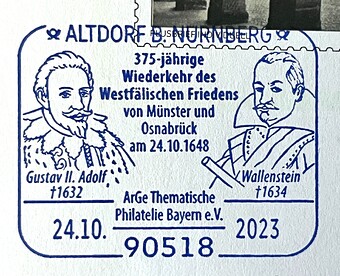 ALTDORF B. NÜRNBERG
375-jährige
Wiederkehr des
Westfälischen Friedens
von Münster und
Osnabrück
am 24.10.1648
Gustav II. Adolf
†1632
Wallenstein
†1634
ArGe Thematische
Philatelie Bayern e.V.
24.10. 2023
90518